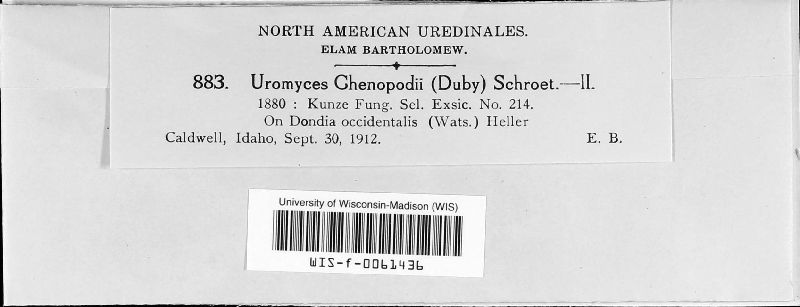 NORTH AMERICAN UREDINALES.
ELAM BARTHOLOMEW.
883. Uromyces Chenopodii (Duby) Schroet.—II.
1880 : Kunze Fung. Sel. Exsic. No. 214.
On Dondia occidentalis (Wats.) Heller
Caldwell, Idaho, Sept. 30, 1912. E. B.
University of Wisconsin-Madison (WIS)
WIS-f-0061436